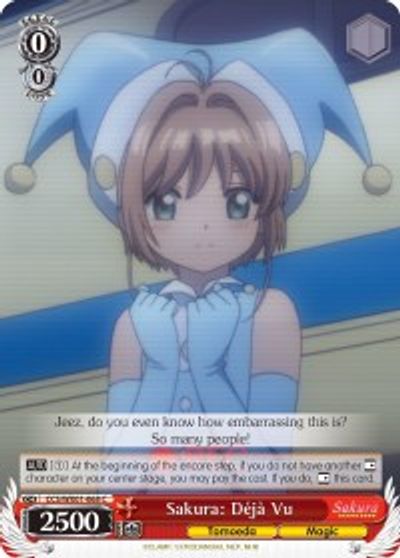 0
0
Jeez, do you even know how embarrassing this is?
So many people!
AUTO [①] At the beginning of the encore step, if you do not have another
character on your center stage, you may pay the cost. If you do, this card.
Sakura: Déjà Vu
Sakura
2500
Tomoeda
Magic